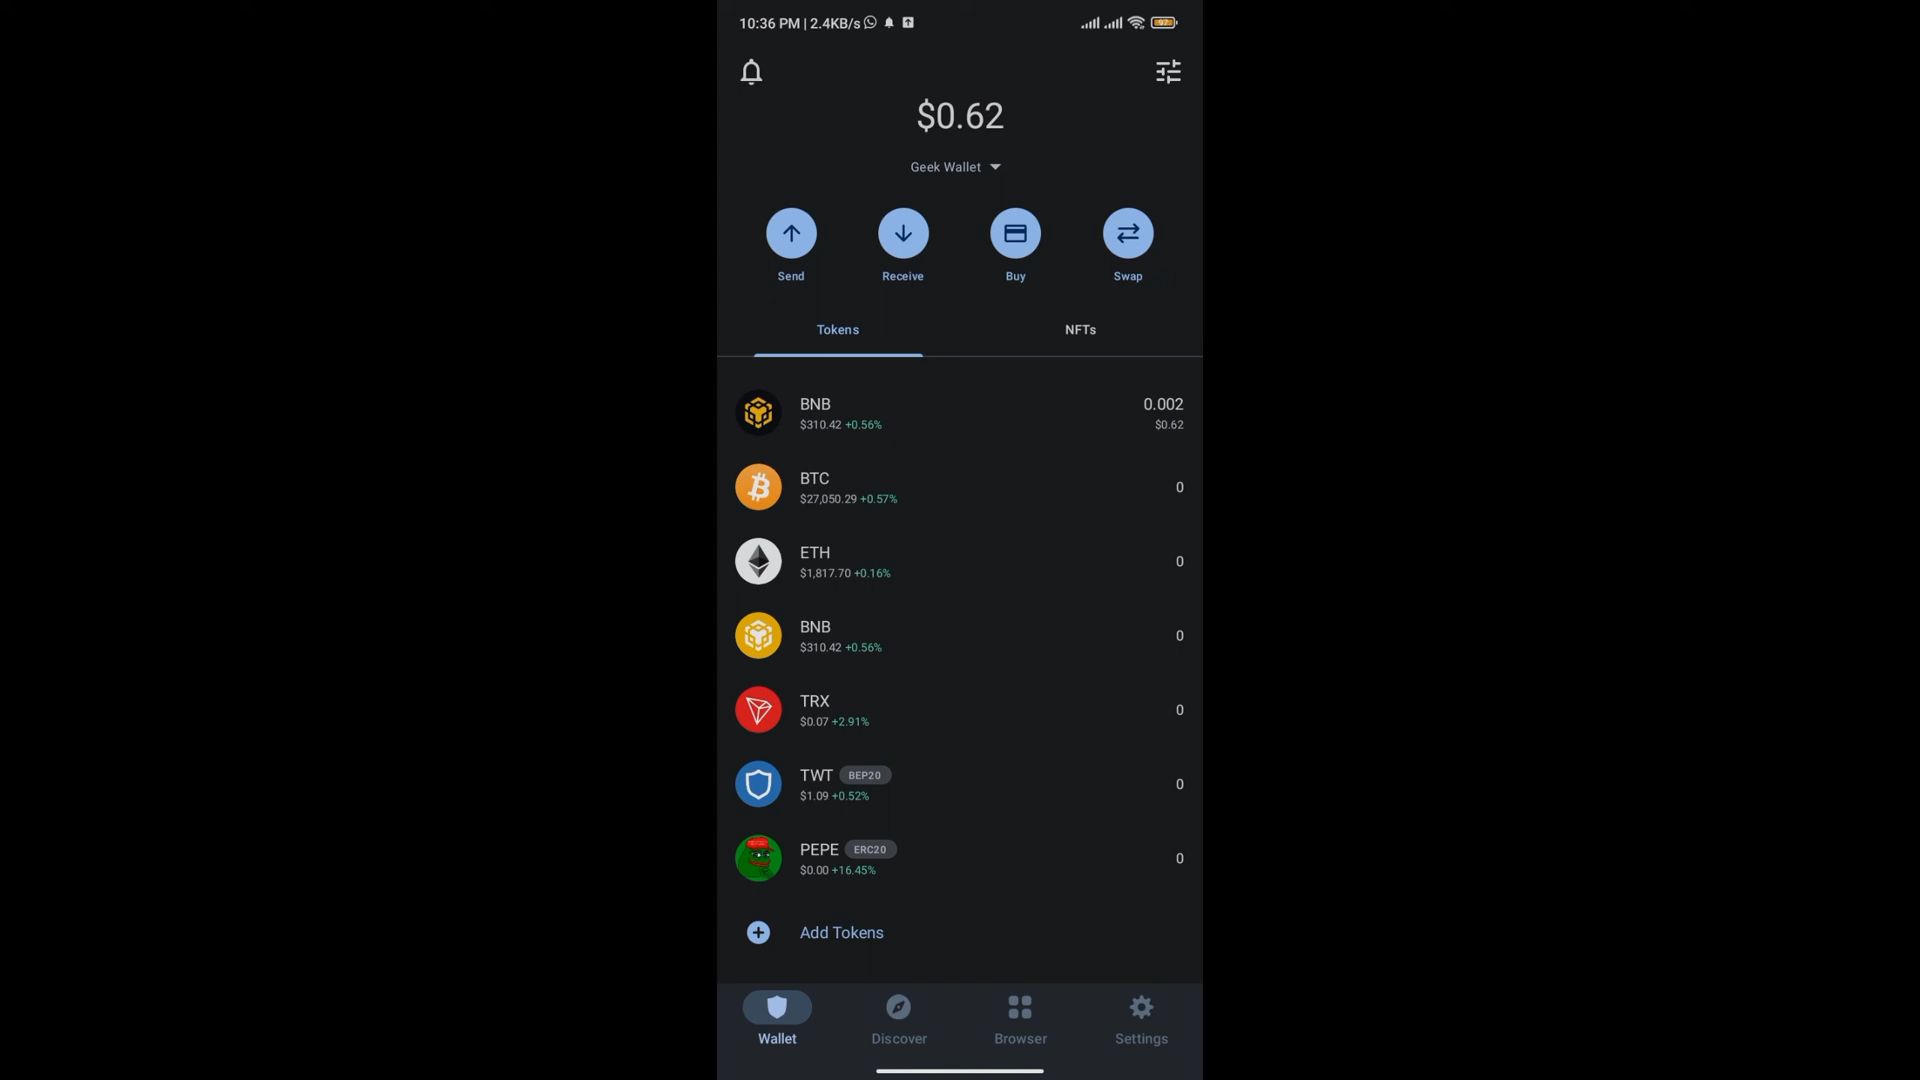 10:36 PM | 2.4KB/s
97
$0.62
Geek Wallet
Send Receive Buy Swap
Tokens NFTs
BNB 0.002
$310.42 +0.56% $0.62
BTC
$27,050.29 +0.57% 0
ETH
$1,817.70 +0.16% 0
BNB
$310.42 +0.56% 0
TRX
$0.07 +2.91% 0
TWT BEP20
$1.09 +0.52% 0
PEPE ERC20
$0.00 +16.45% 0
Add Tokens
Wallet Discover Browser Settings